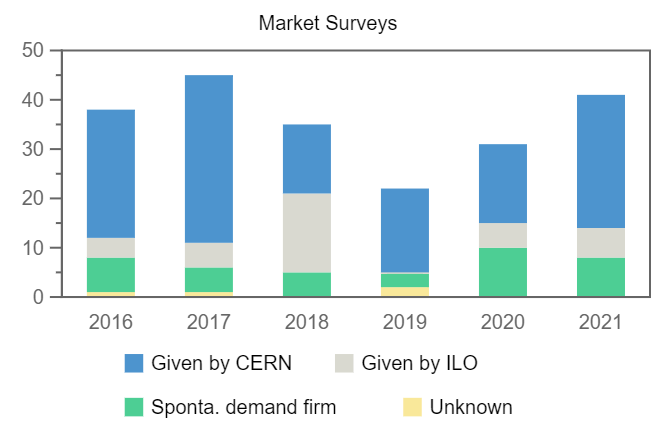 Market Surveys
50
40
30
20
10
0
2016 2017 2018 2019 2020 2021
Given by CERN Given by ILO
Sponta. demand firm Unknown